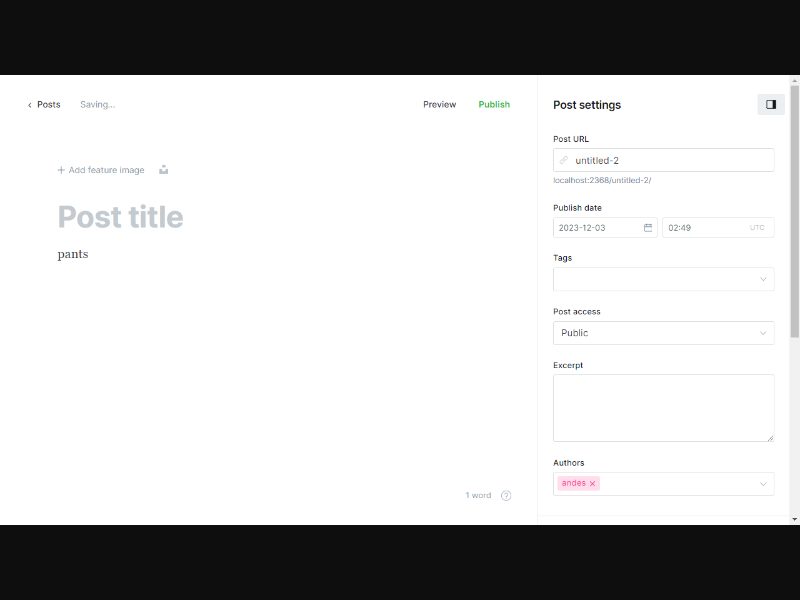 Posts
Saving...
Preview
Publish
Post settings
Post URL
untitled-2
localhost:2368/untitled-2/
Add feature image
Post title
pants
Publish date
2023-12-03
02:49
UTC
Tags
Post access
Public
Excerpt
Authors
andes ×
1 word
?